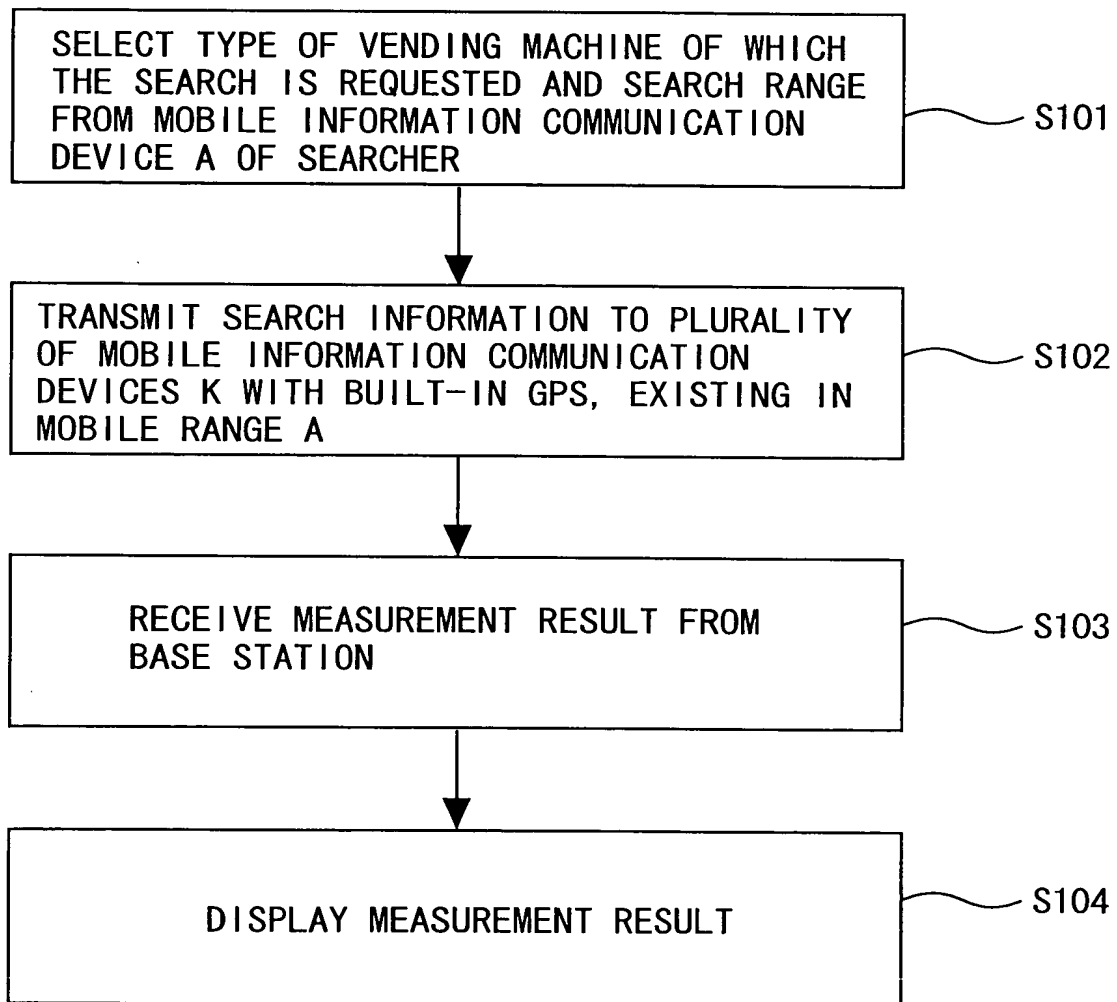 SELECT TYPE OF VENDING MACHINE OF WHICH
THE SEARCH IS REQUESTED AND SEARCH RANGE
FROM MOBILE INFORMATION COMMUNICATION
DEVICE A OF SEARCHER
S101
TRANSMIT SEARCH INFORMATION TO PLURALITY
OF MOBILE INFORMATION COMMUNICATION
DEVICES K WITH BUILT-IN GPS, EXISTING IN
MOBILE RANGE A
S102
RECEIVE MEASUREMENT RESULT FROM
BASE STATION
S103
DISPLAY MEASUREMENT RESULT
S104